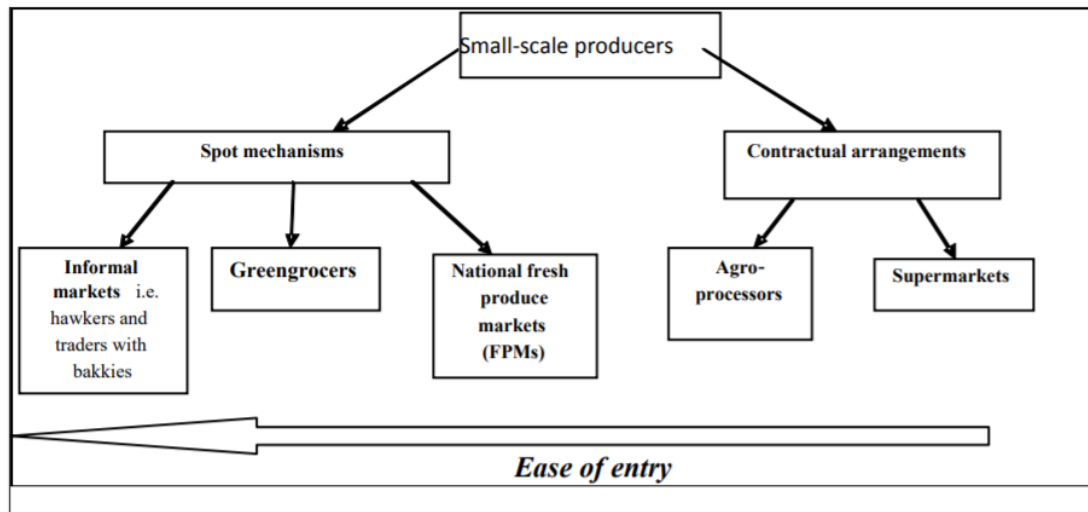 Small-scale producers
Spot mechanisms
Contractual arrangements
Informal
markets i.e.
hawkers and
traders with
bakkies
Greengrocers
National fresh
produce
markets
(FPMs)
Agro-
processors
Supermarkets
Ease of entry